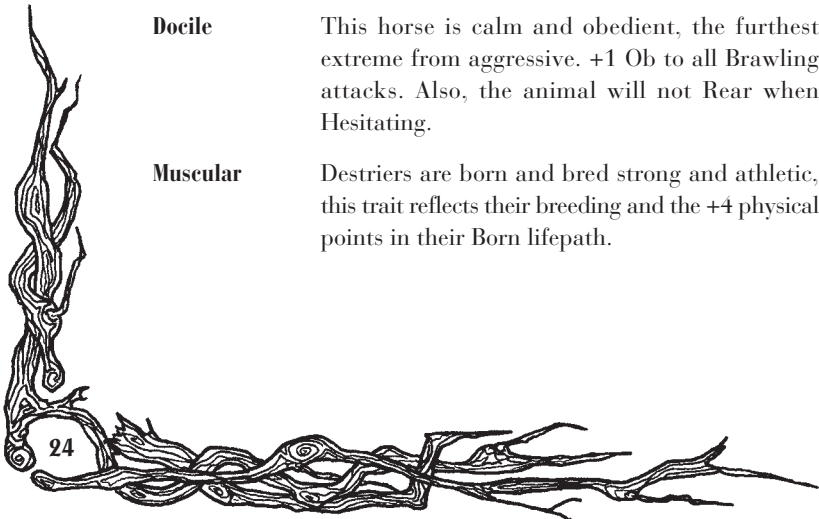 Docile This horse is calm and obedient, the furthest
extreme from aggressive. +1 Ob to all Brawling
attacks. Also, the animal will not Rear when
Hesitating.
Muscular Destriers are born and bred strong and athletic,
this trait reflects their breeding and the +4 physical
points in their Born lifepath.
24